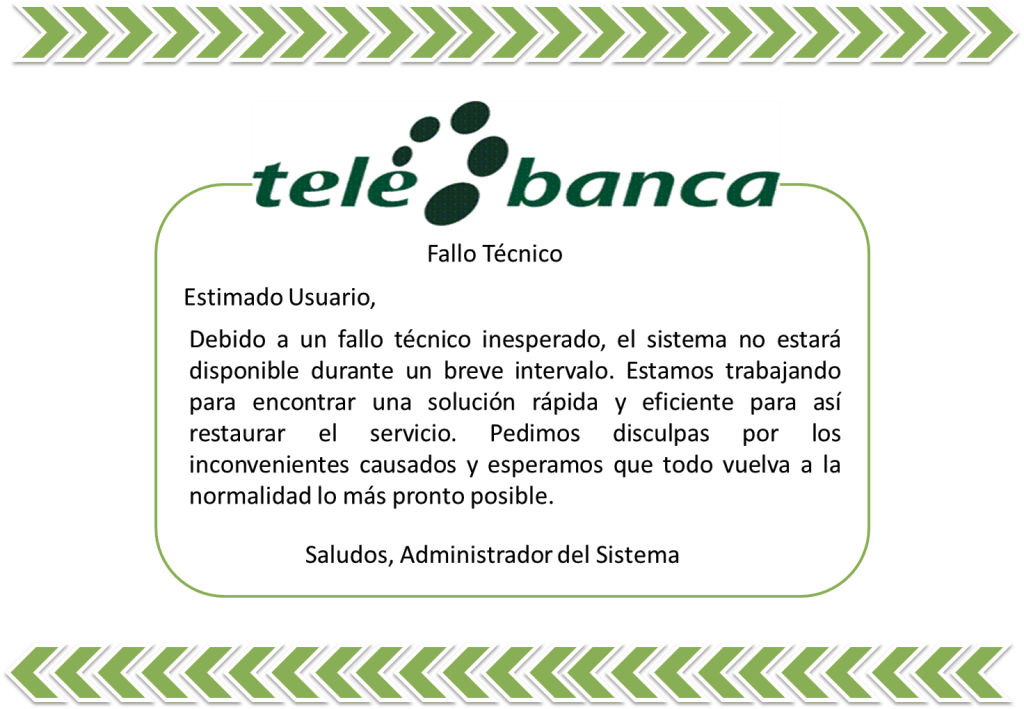 telebanca
Fallo Técnico
Estimado Usuario,
Debido a un fallo técnico inesperado, el sistema no estará
disponible durante un breve intervalo. Estamos trabajando
para encontrar una solución rápida y eficiente para así
restaurar el servicio. Pedimos disculpas por los
inconvenientes causados y esperamos que todo vuelva a la
normalidad lo más pronto posible.
Saludos, Administrador del Sistema